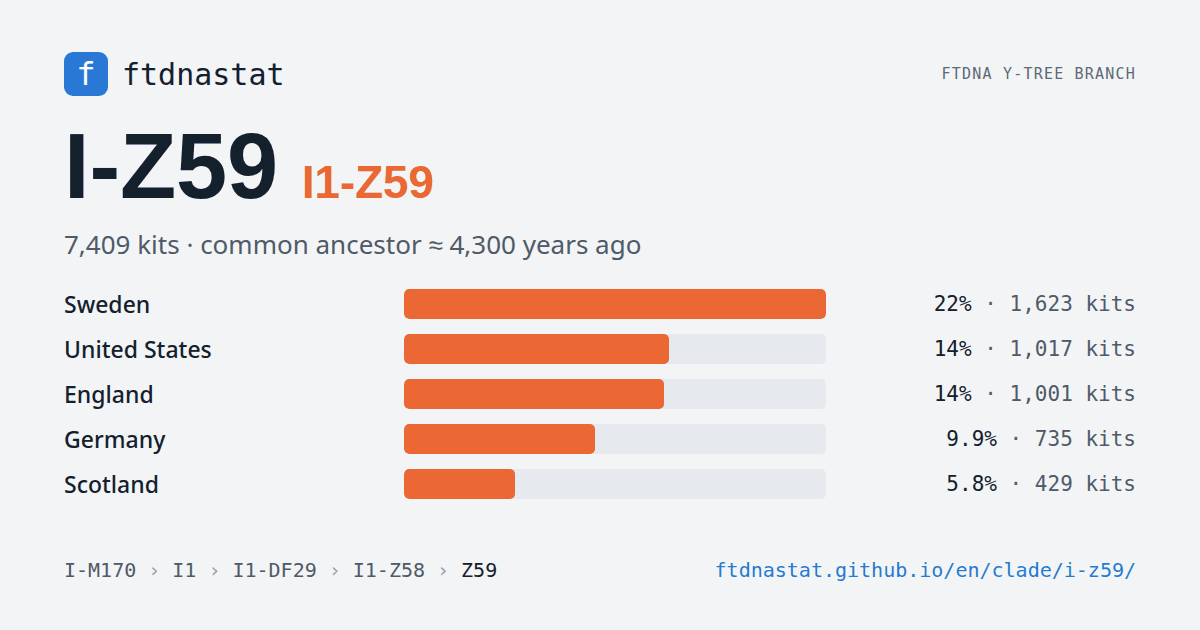 f ftdnastat
FTDNA Y-TREE BRANCH
I-Z59 I1-Z59
7,409 kits · common ancestor ≈ 4,300 years ago
Sweden 22% · 1,623 kits
United States 14% · 1,017 kits
England 14% · 1,001 kits
Germany 9.9% · 735 kits
Scotland 5.8% · 429 kits
I-M170 › I1 › I1-DF29 › I1-Z58 › Z59
ftdnastat.github.io/en/clade/i-z59/